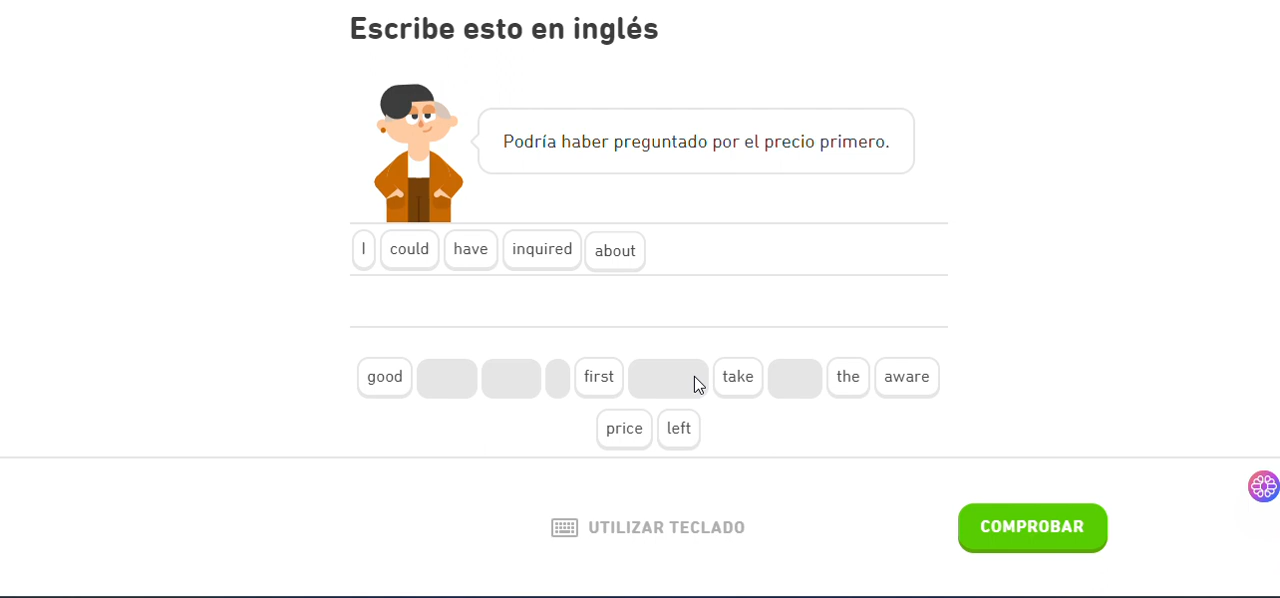 Escribe esto en inglés
Podría haber preguntado por el precio primero.
I could have inquired about
good first take the aware
price left
UTILIZAR TECLADO
COMPROBAR